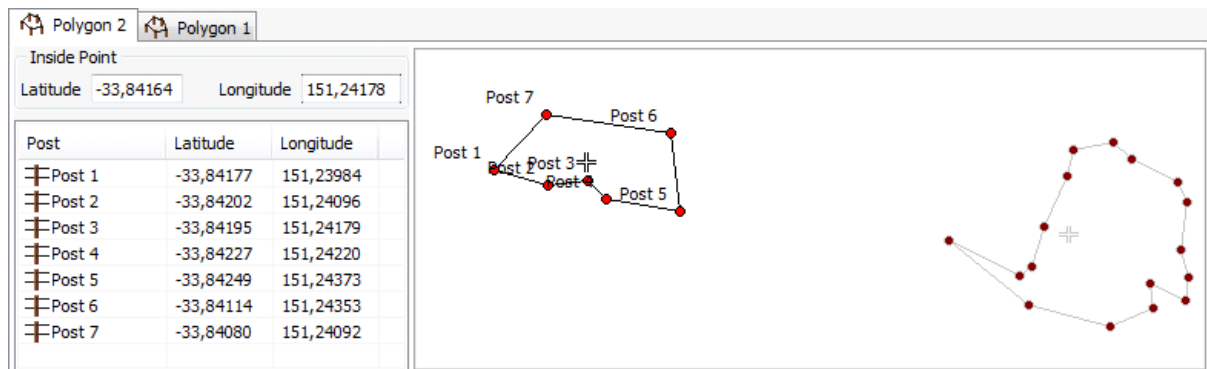 Polygon 2 Polygon 1
Inside Point
Latitude -33,84164 Longitude 151,24178
Post Latitude Longitude
Post 1 -33,84177 151,23984
Post 2 -33,84202 151,24096
Post 3 -33,84195 151,24179
Post 4 -33,84227 151,24220
Post 5 -33,84249 151,24373
Post 6 -33,84114 151,24353
Post 7 -33,84080 151,24092
Post 7
Post 6
Post 1
Post 2
Post 3
Post 4
Post 5